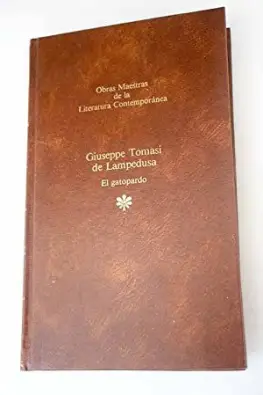 Obras Maestras
de la
Literatura Contemporánea
Giuseppe Tomasi
de Lampedusa
El gatopardo